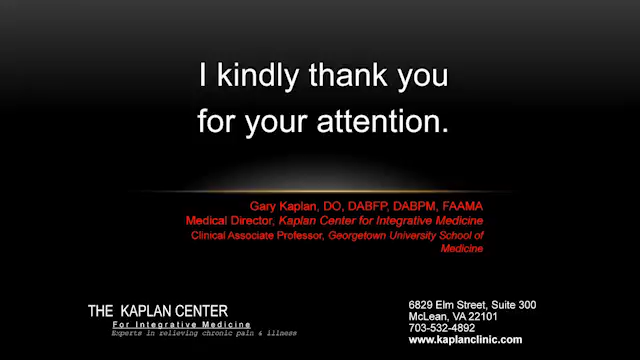 I kindly thank you
for your attention.
Gary Kaplan, DO, DABFP, DABPM, FAAMA
Medical Director, Kaplan Center for Integrative Medicine
Clinical Associate Professor, Georgetown University School of
Medicine
THE KAPLAN CENTER
For Integrative Medicine
Experts in relieving chronic pain & illness
6829 Elm Street, Suite 300
McLean, VA 22101
703-532-4892
www.kaplanclinic.com